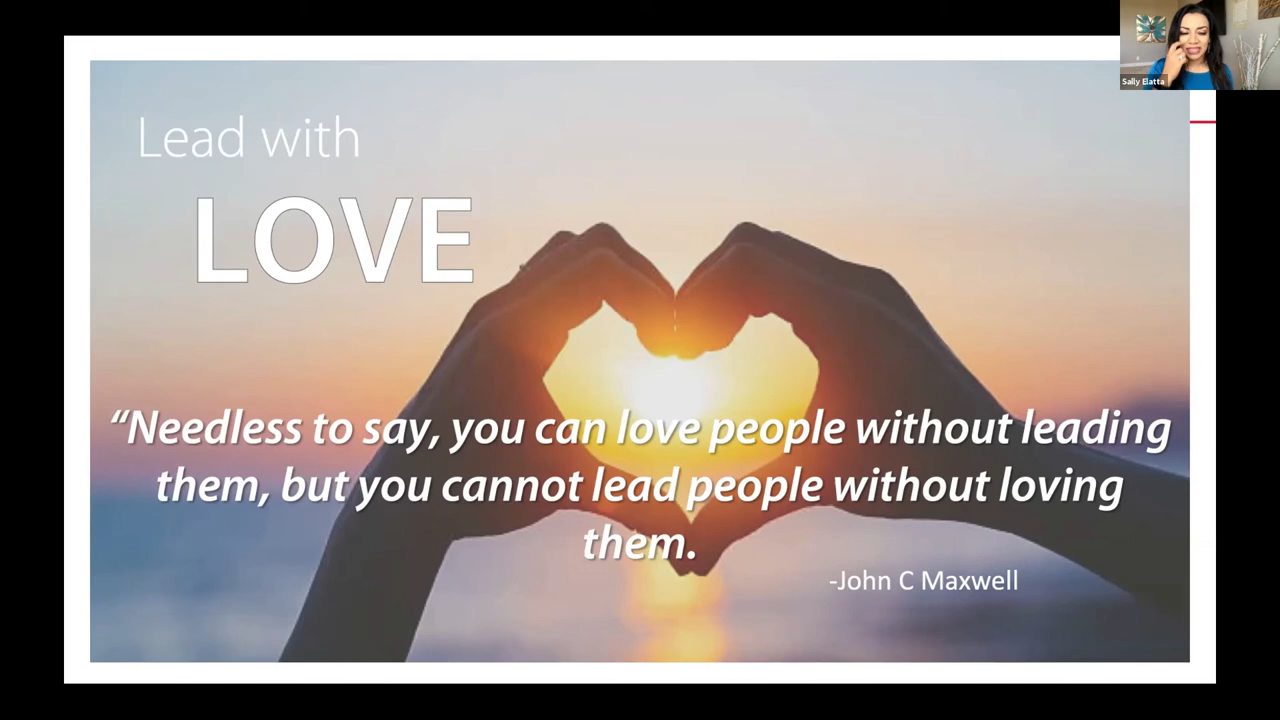 Sally Elatta
Lead with
LOVE
“Needless to say, you can love people without leading
them, but you cannot lead people without loving
them.
-John C Maxwell